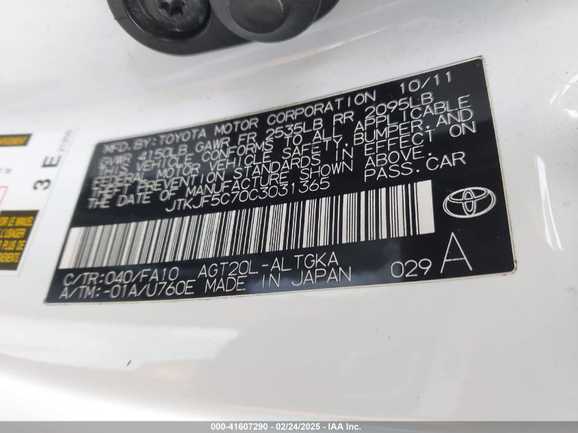 MFD. BY: TOYOTA MOTOR CORPORATION 10/11
GVWR 4150LB GAWR FR 2535LB RR 2095LB
THIS VEHICLE CONFORMS TO ALL APPLICABLE
FEDERAL MOTOR VEHICLE SAFETY, BUMPER, AND
THEFT PREVENTION STANDARDS IN EFFECT ON
THE DATE OF MANUFACTURE SHOWN ABOVE.
JTKJF5C70C3031365 PASS.CAR
C/TR:040/FA10 AGT20L-ALTGKA
A/TM:-01A/U760E MADE IN JAPAN 029 A
3 E
000-41607290 - 02/24/2025 - IAA Inc.